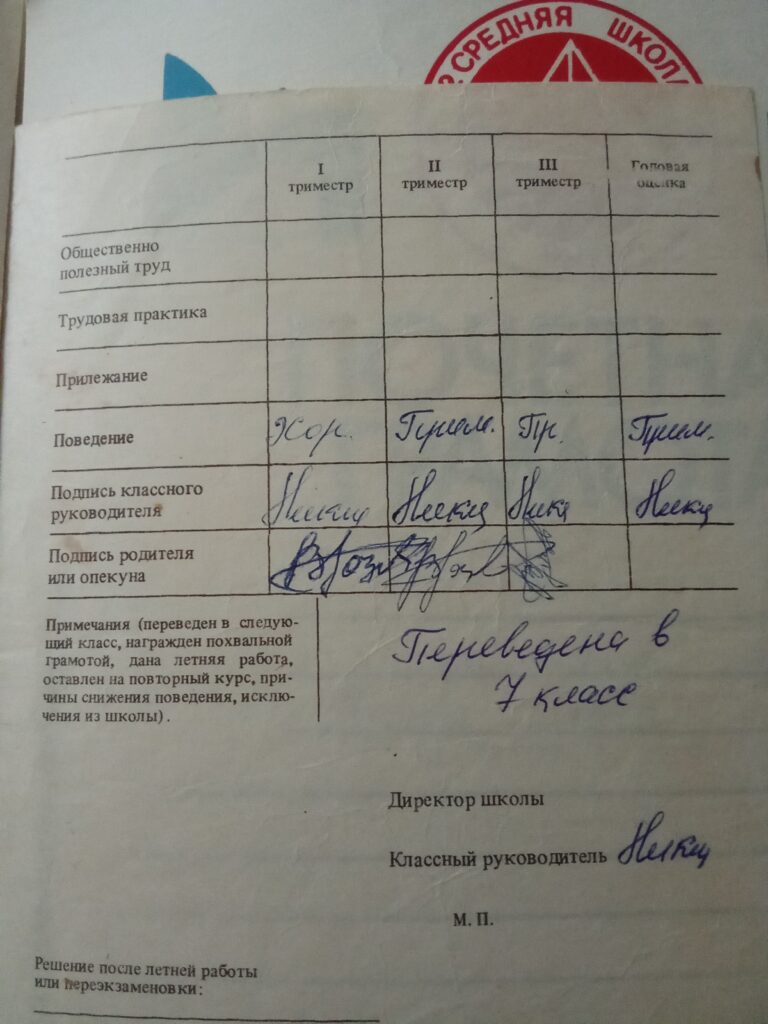 СРЕДНЯЯ ШКОЛА
I триместр II триместр III триместр Годовая оценка
Общественно
полезный труд
Трудовая практика
Прилежание
Поведение Хор. Прим. Пр. Прим.
Подпись классного
руководителя
Подпись родителя
или опекуна
Примечания (переведен в следую-
щий класс, награжден похвальной
грамотой, дана летняя работа,
оставлен на повторный курс, при-
чины снижения поведения, исклю-
чения из школы).
Переведена в
7 класс
Директор школы
Классный руководитель
М. П.
Решение после летней работы
или переэкзаменовки: